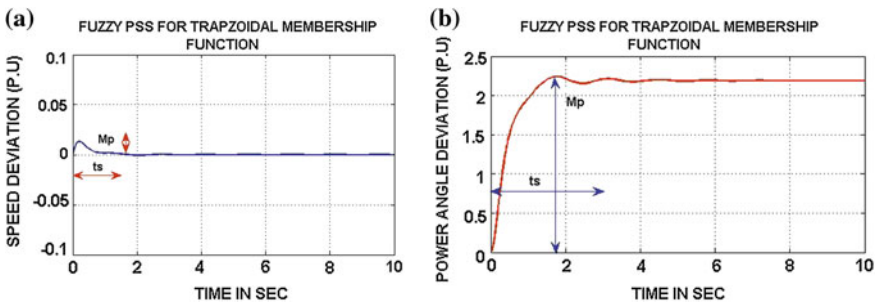 (a)
FUZZY PSS FOR TRAPZOIDAL MEMBERSHIP
FUNCTION
SPEED DEVIATION (P.U)
0.1
0.05
0
-0.05
-0.1
Mp
ts
0 2 4 6 8 10
TIME IN SEC
(b)
FUZZY PSS FOR TRAPZOIDAL MEMBERSHIP
FUNCTION
POWER ANGLE DEVIATION (P.U)
2.5
2
1.5
1
0.5
0
Mp
ts
0 2 4 6 8 10
TIME IN SEC